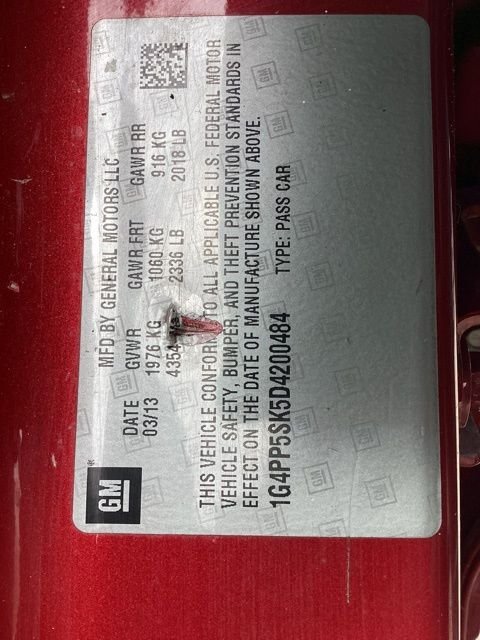 GM
MFD BY GENERAL MOTORS LLC
DATE GVWR GAWR FRT GAWR RR
03/13 1976 KG 1060 KG 916 KG
4354 2336 LB 2018 LB
THIS VEHICLE CONFORMS TO ALL APPLICABLE U.S. FEDERAL MOTOR
VEHICLE SAFETY, BUMPER, AND THEFT PREVENTION STANDARDS IN
EFFECT ON THE DATE OF MANUFACTURE SHOWN ABOVE.
1G4PP5SK5D4200484 TYPE: PASS CAR